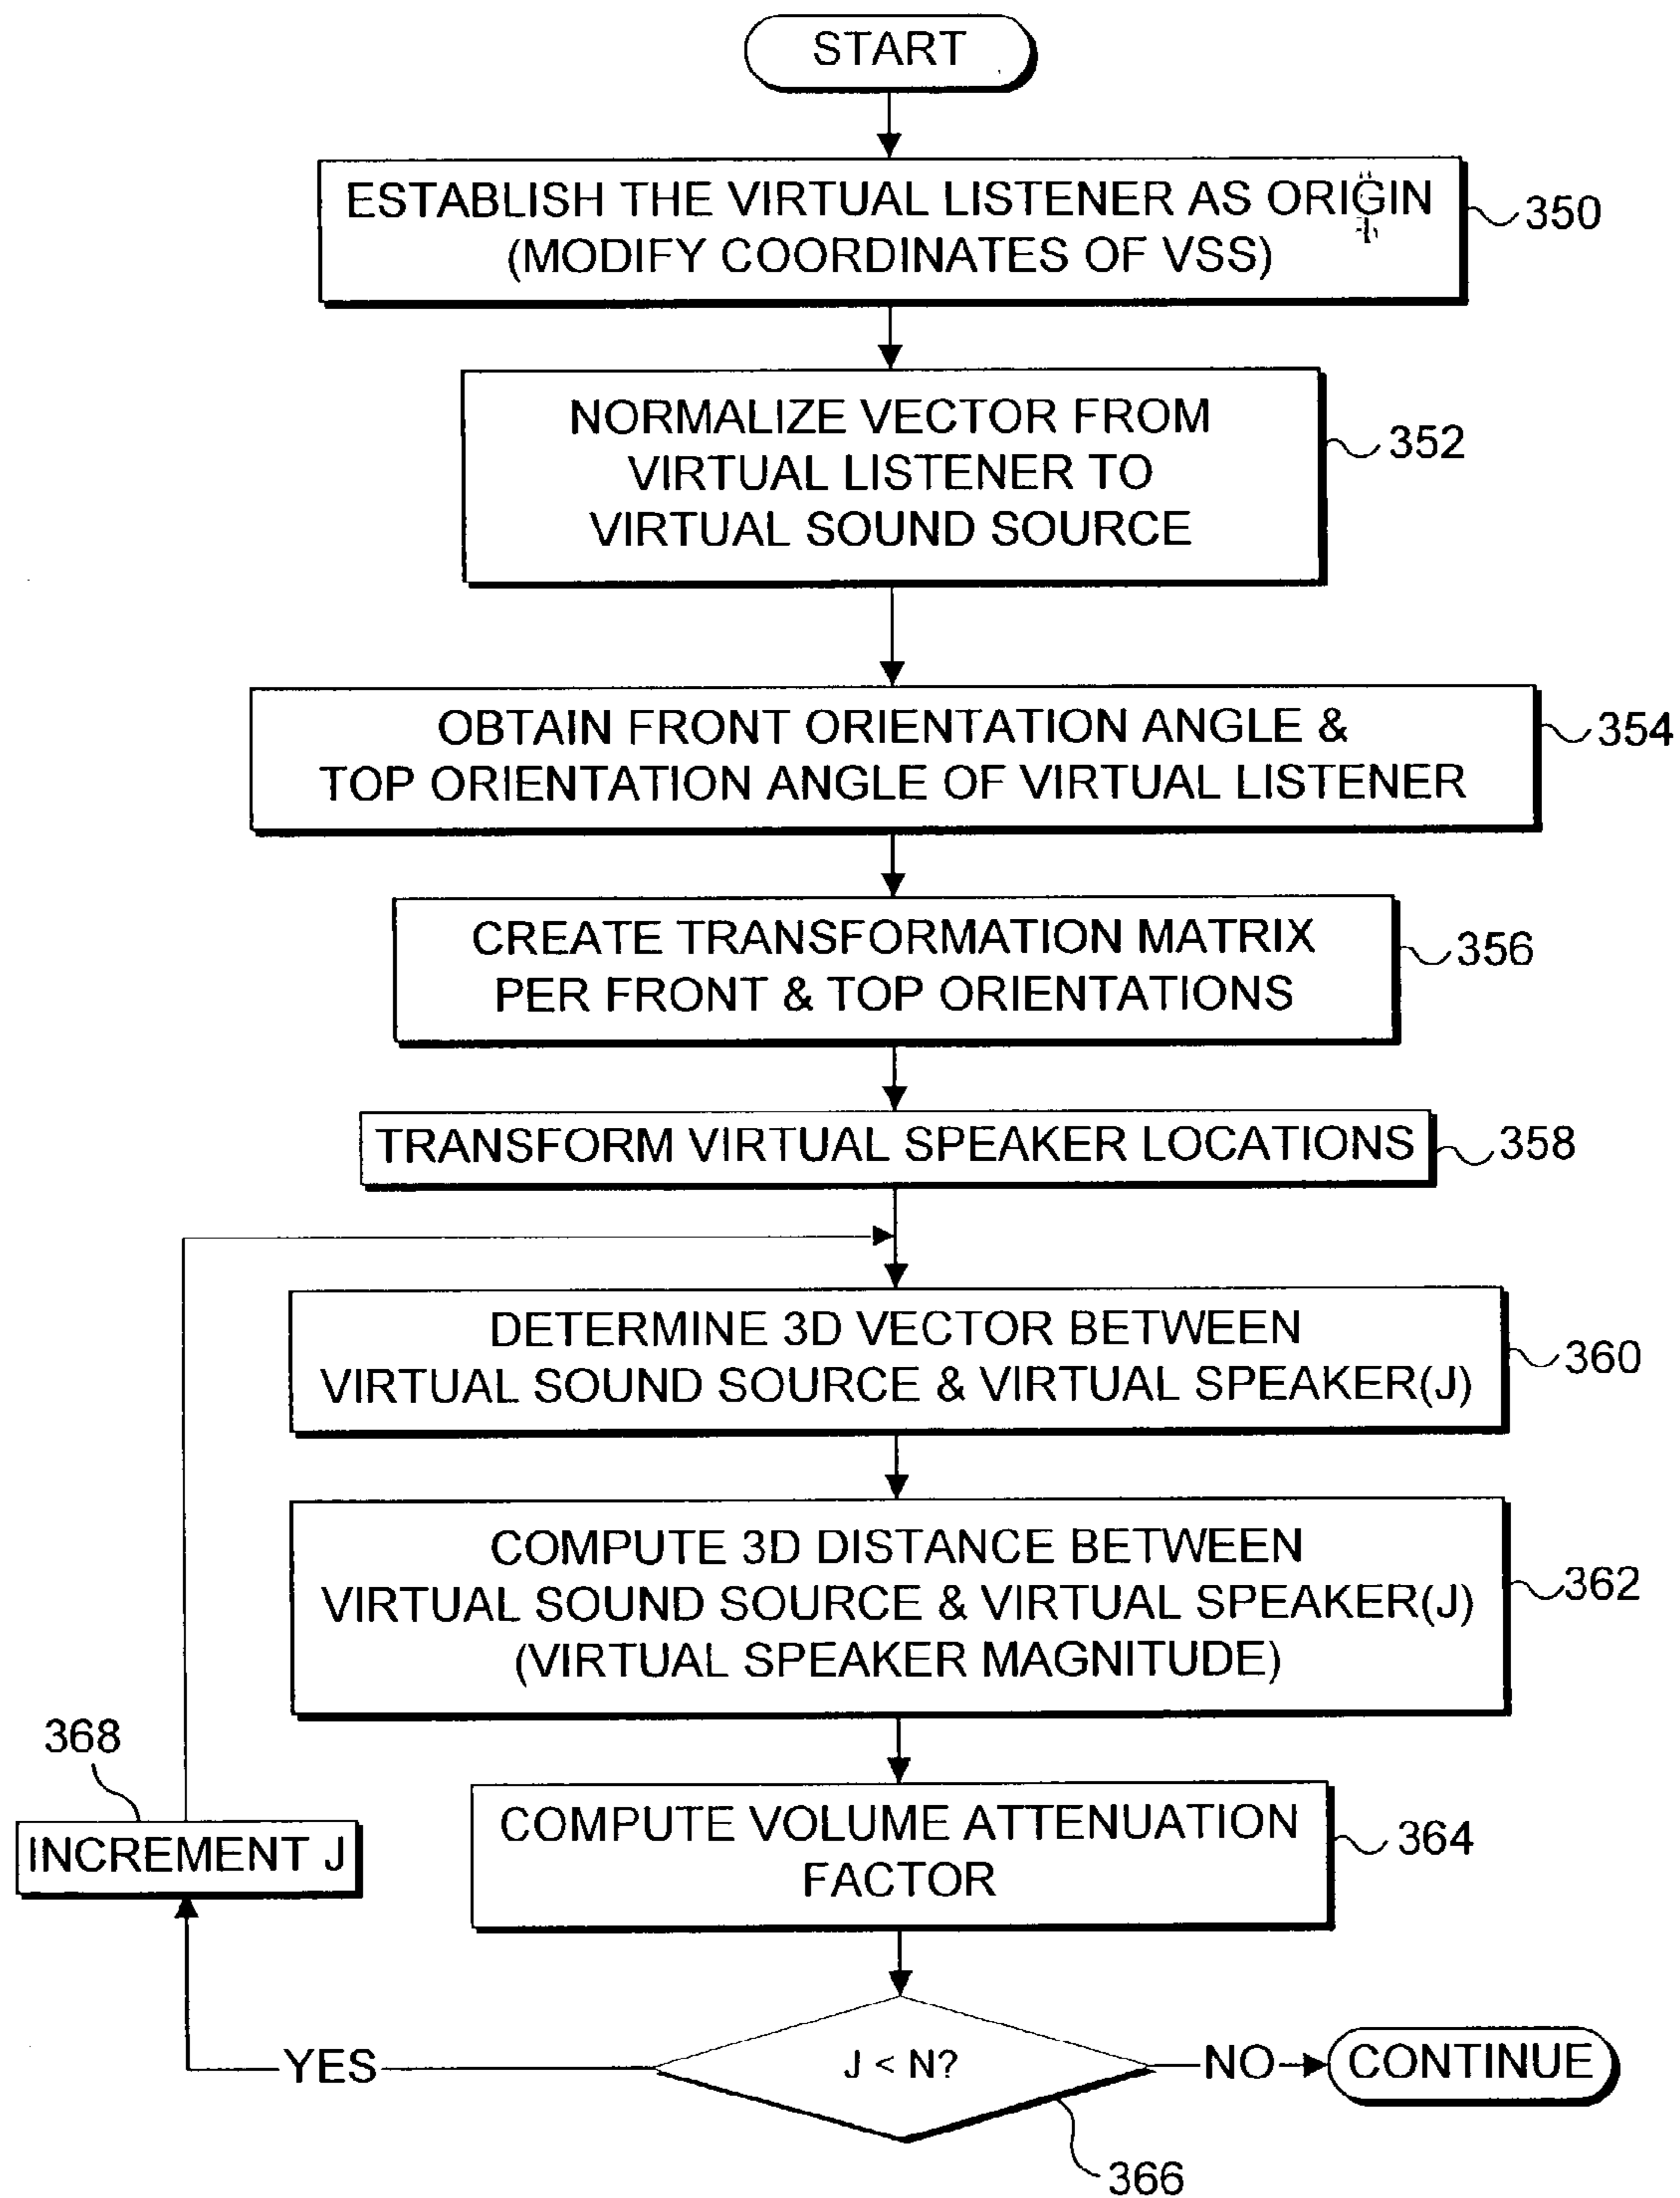 START
ESTABLISH THE VIRTUAL LISTENER AS ORIGIN
(MODIFY COORDINATES OF VSS)
350
NORMALIZE VECTOR FROM
VIRTUAL LISTENER TO
VIRTUAL SOUND SOURCE
352
OBTAIN FRONT ORIENTATION ANGLE &
TOP ORIENTATION ANGLE OF VIRTUAL LISTENER
354
CREATE TRANSFORMATION MATRIX
PER FRONT & TOP ORIENTATIONS
356
TRANSFORM VIRTUAL SPEAKER LOCATIONS
358
DETERMINE 3D VECTOR BETWEEN
VIRTUAL SOUND SOURCE & VIRTUAL SPEAKER(J)
360
COMPUTE 3D DISTANCE BETWEEN
VIRTUAL SOUND SOURCE & VIRTUAL SPEAKER(J)
(VIRTUAL SPEAKER MAGNITUDE)
362
COMPUTE VOLUME ATTENUATION
FACTOR
364
368
INCREMENT J
YES
J < N?
NO
CONTINUE
366